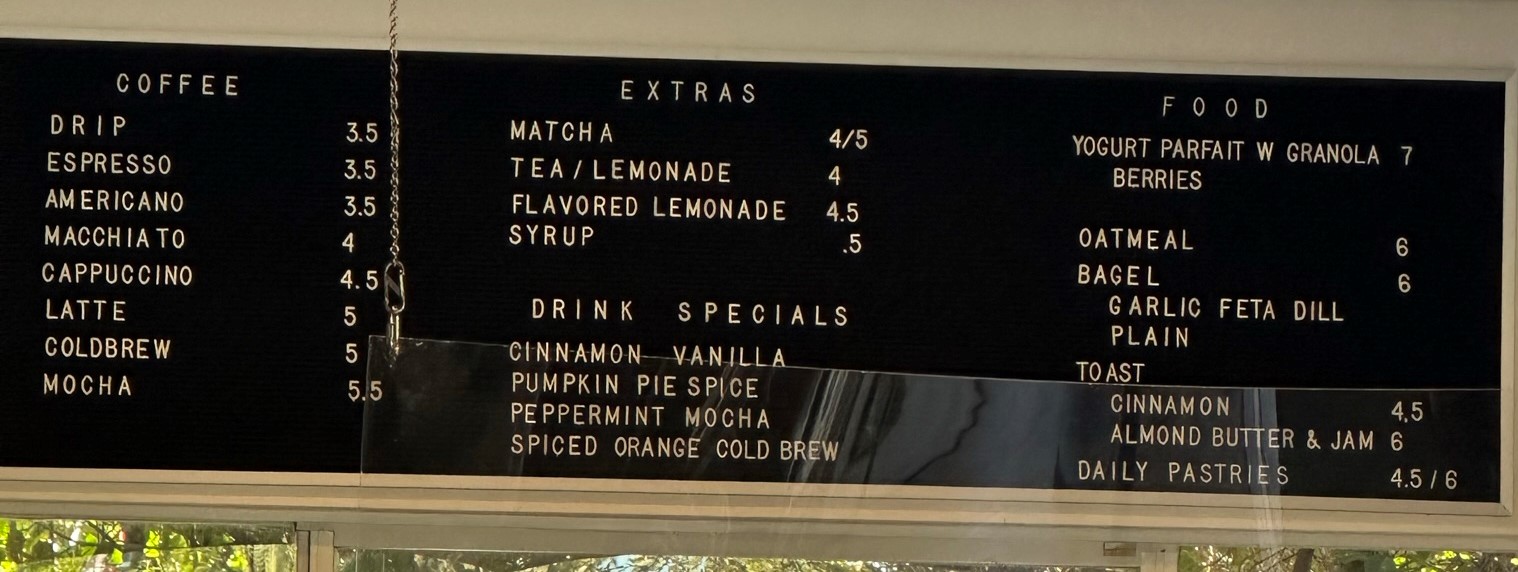 COFFEE
DRIP 3.5
ESPRESSO 3.5
AMERICANO 3.5
MACCHIATO 4
CAPPUCCINO 4.5
LATTE 5
COLDBREW 5
MOCHA 5.5
EXTRAS
MATCHA 4/5
TEA/LEMONADE 4
FLAVORED LEMONADE 4.5
SYRUP .5
DRINK SPECIALS
CINNAMON VANILLA
PUMPKIN PIE SPICE
PEPPERMINT MOCHA
SPICED ORANGE COLD BREW
FOOD
YOGURT PARFAIT W GRANOLA 7
BERRIES
OATMEAL 6
BAGEL 6
GARLIC FETA DILL
PLAIN
TOAST
CINNAMON 4,5
ALMOND BUTTER & JAM 6
DAILY PASTRIES 4.5/6